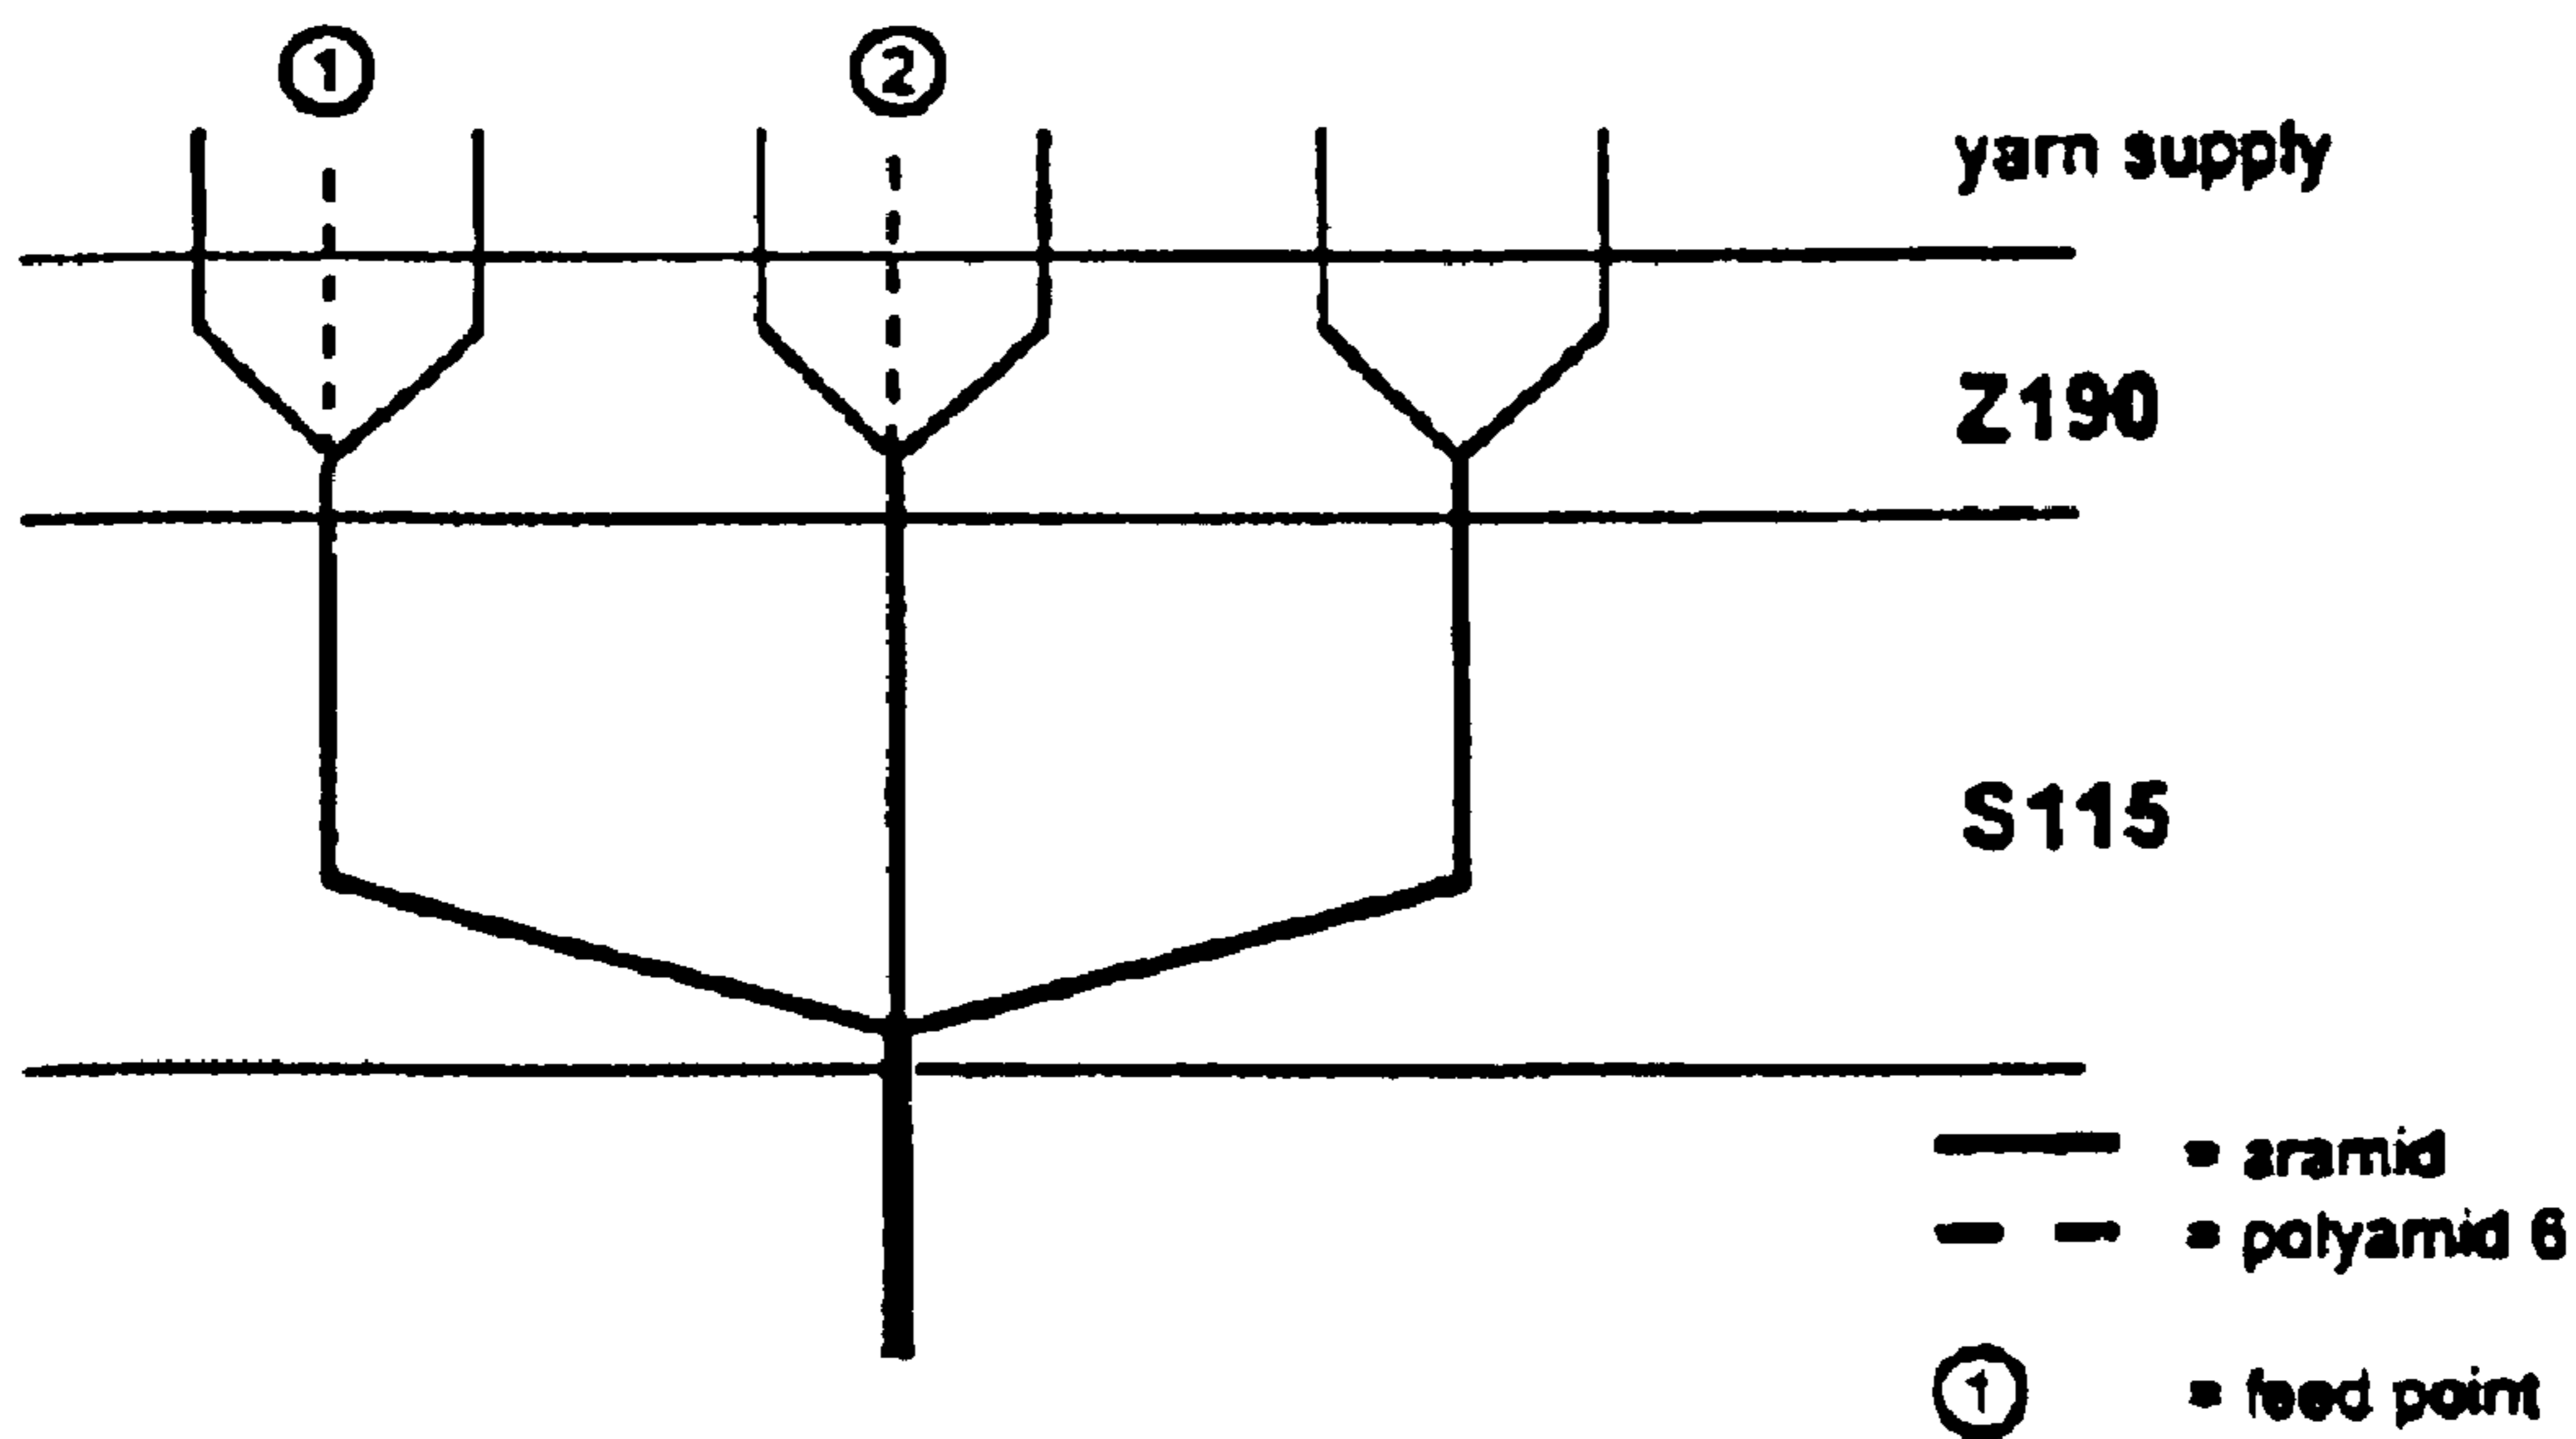 1 2
yarn supply
Z190
S115
= aramid
= polyamid 6
1 = feed point